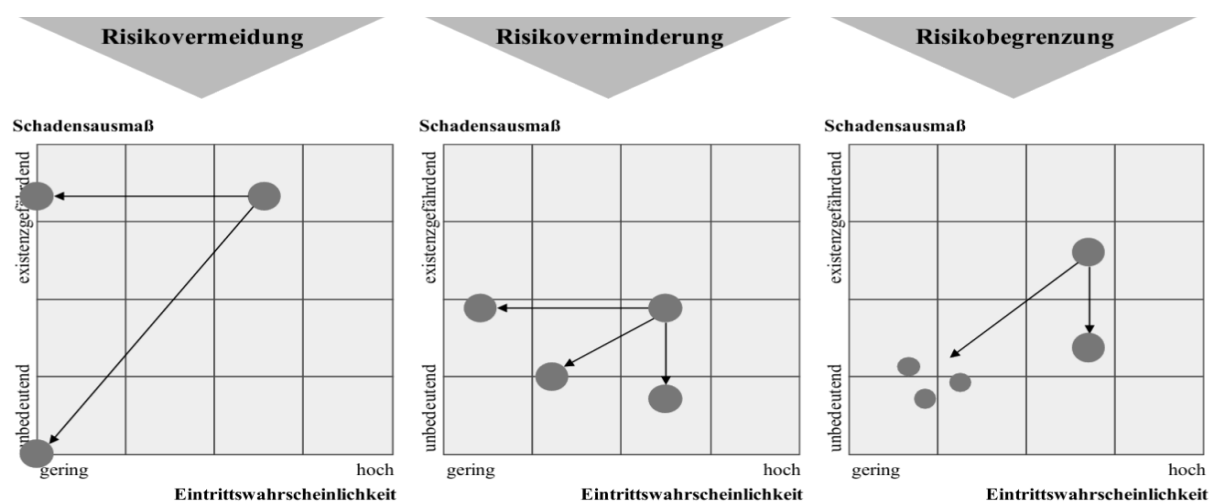 Risikovermeidung
Risikoverminderung
Risikobegrenzung
Schadensausmaß
existenzgefährdend
unbedeutend
gering
hoch
Eintrittswahrscheinlichkeit
Schadensausmaß
existenzgefährdend
unbedeutend
gering
hoch
Eintrittswahrscheinlichkeit
Schadensausmaß
existenzgefährdend
unbedeutend
gering
hoch
Eintrittswahrscheinlichkeit